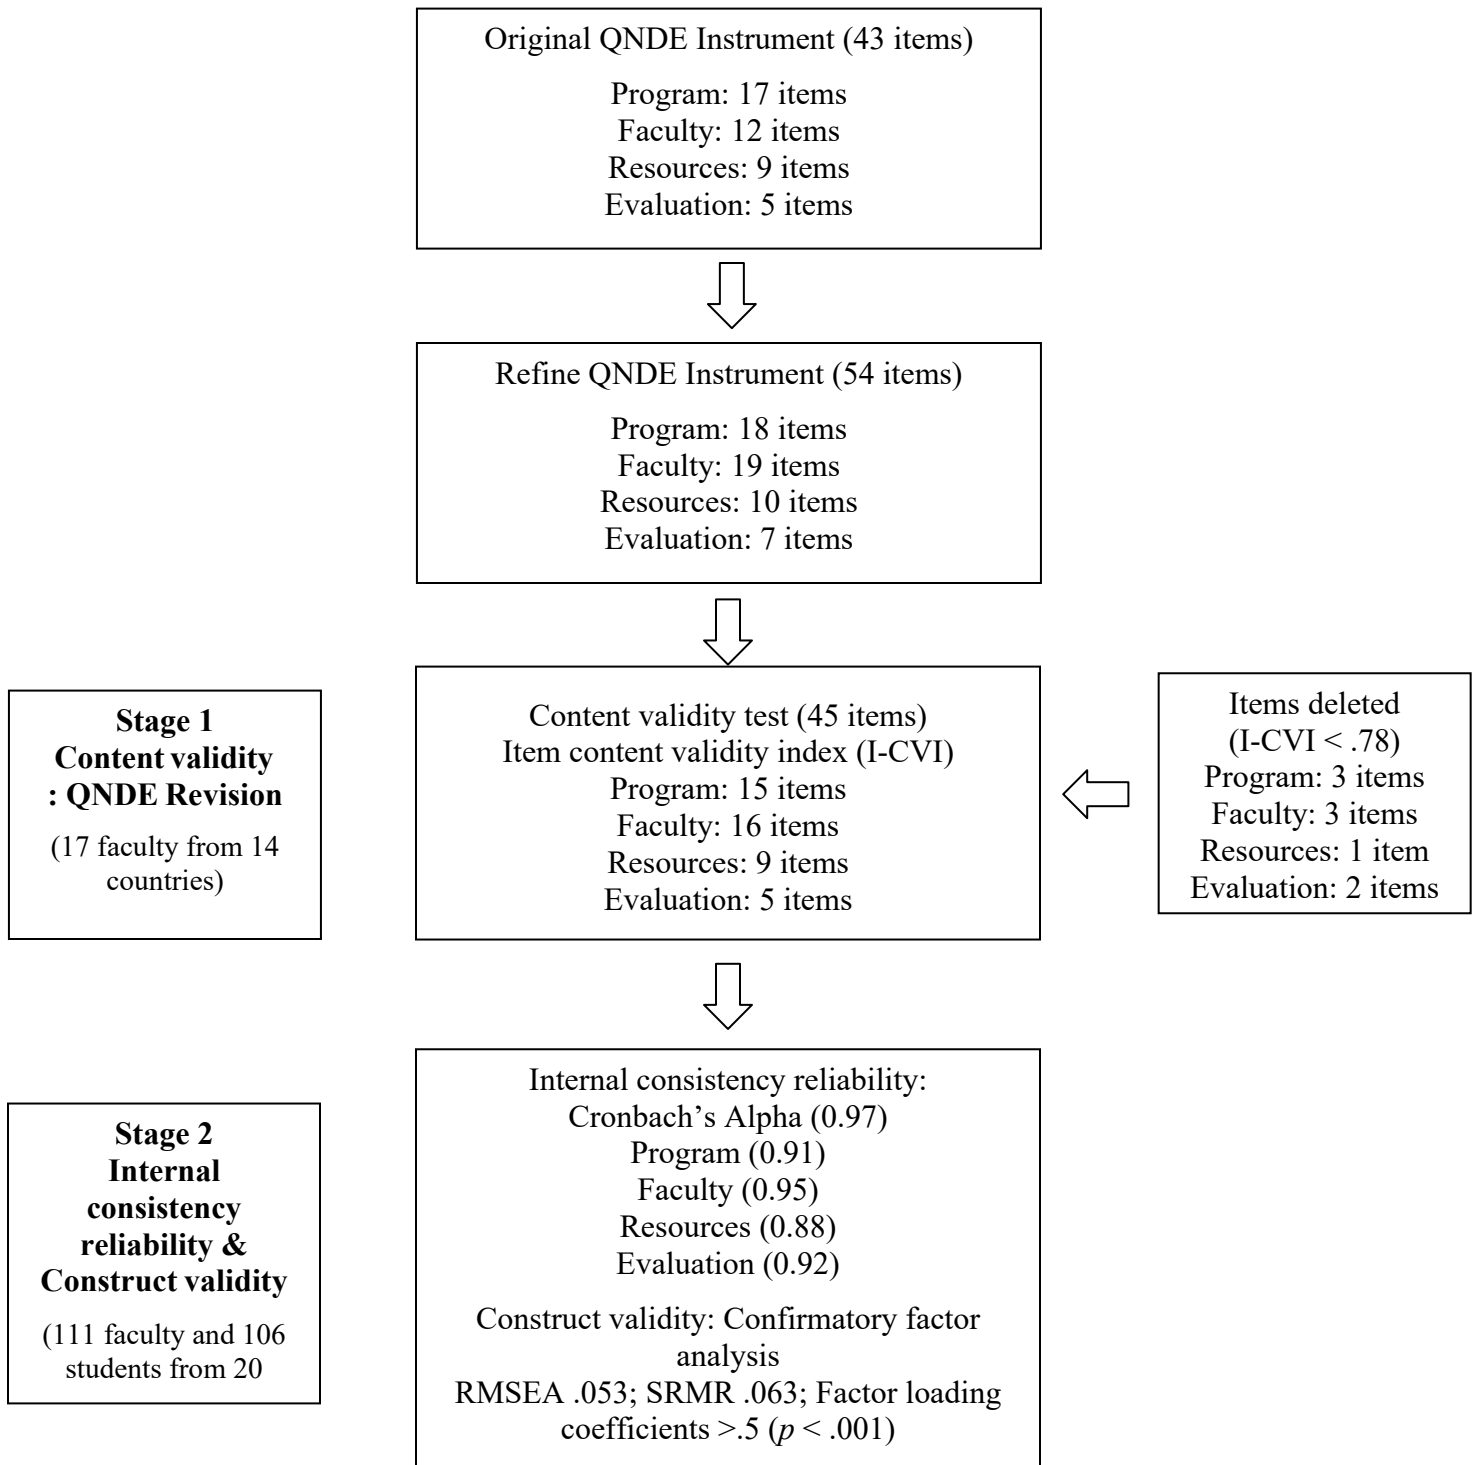 Original QNDE Instrument (43 items)
Program: 17 items
Faculty: 12 items
Resources: 9 items
Evaluation: 5 items
Refine QNDE Instrument (54 items)
Program: 18 items
Faculty: 19 items
Resources: 10 items
Evaluation: 7 items
Stage 1
Content validity
: QNDE Revision
(17 faculty from 14
countries)
Content validity test (45 items)
Item content validity index (I-CVI)
Program: 15 items
Faculty: 16 items
Resources: 9 items
Evaluation: 5 items
Items deleted
(I-CVI < .78)
Program: 3 items
Faculty: 3 items
Resources: 1 item
Evaluation: 2 items
Stage 2
Internal
consistency
reliability &
Construct validity
(111 faculty and 106
students from 20
Internal consistency reliability:
Cronbach’s Alpha (0.97)
Program (0.91)
Faculty (0.95)
Resources (0.88)
Evaluation (0.92)
Construct validity: Confirmatory factor
analysis
RMSEA .053; SRMR .063; Factor loading
coefficients >.5 (p < .001)